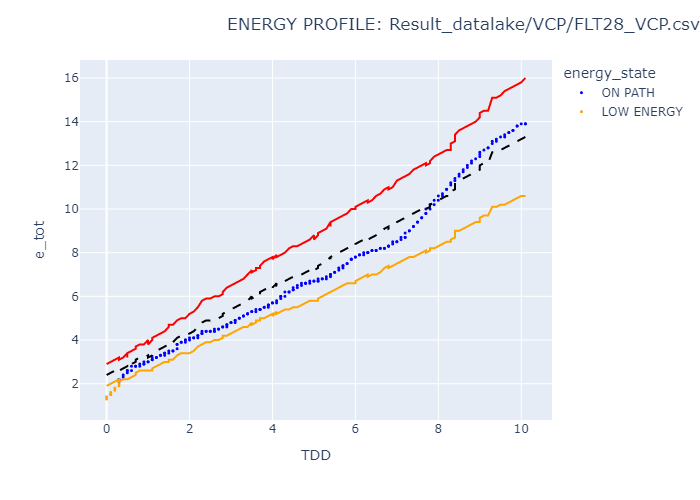 ENERGY PROFILE: Result_datalake/VCP/FLT28_VCP.csv
energy_state
ON PATH
LOW ENERGY
e_tot
16
14
12
10
8
6
4
2
0 2 4 6 8 10
TDD